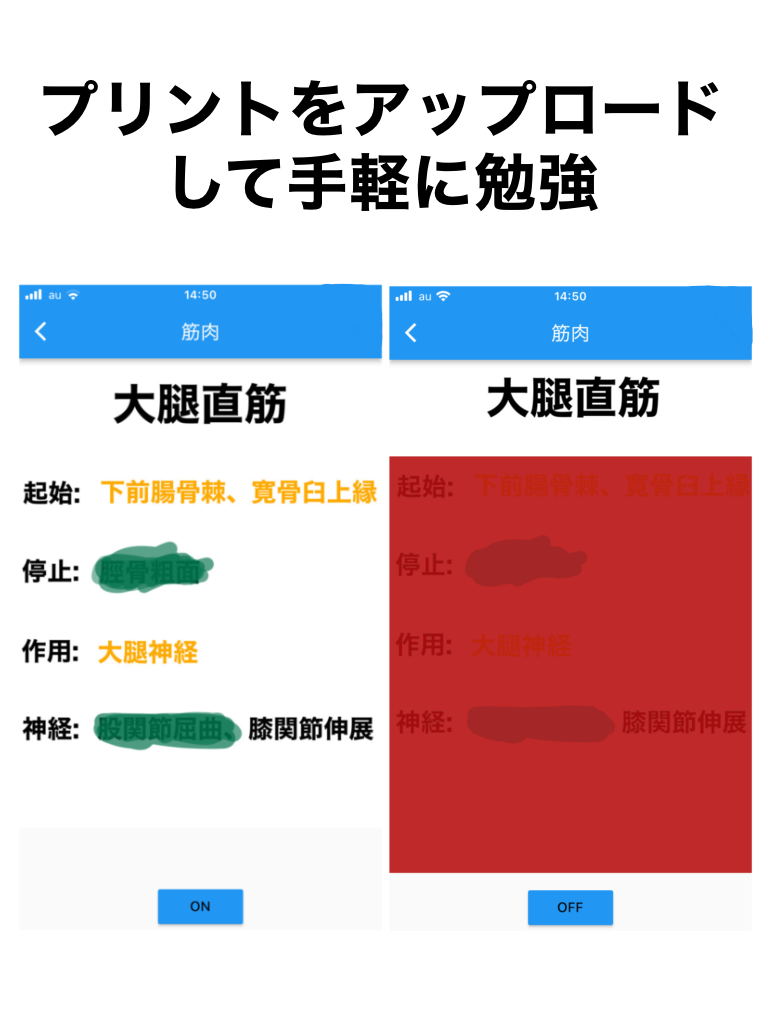 プリントをアップロード
して手軽に勉強
au 14:50
筋肉
大腿直筋
起始: 下前腸骨棘、寛骨臼上縁
停止: 脛骨粗面
作用: 大腿神経
神経: 股関節屈曲、膝関節伸展
ON
au 14:50
筋肉
大腿直筋
起始: 下前腸骨棘、寛骨臼上縁
停止:
作用: 大腿神経
神経: 膝関節伸展
OFF